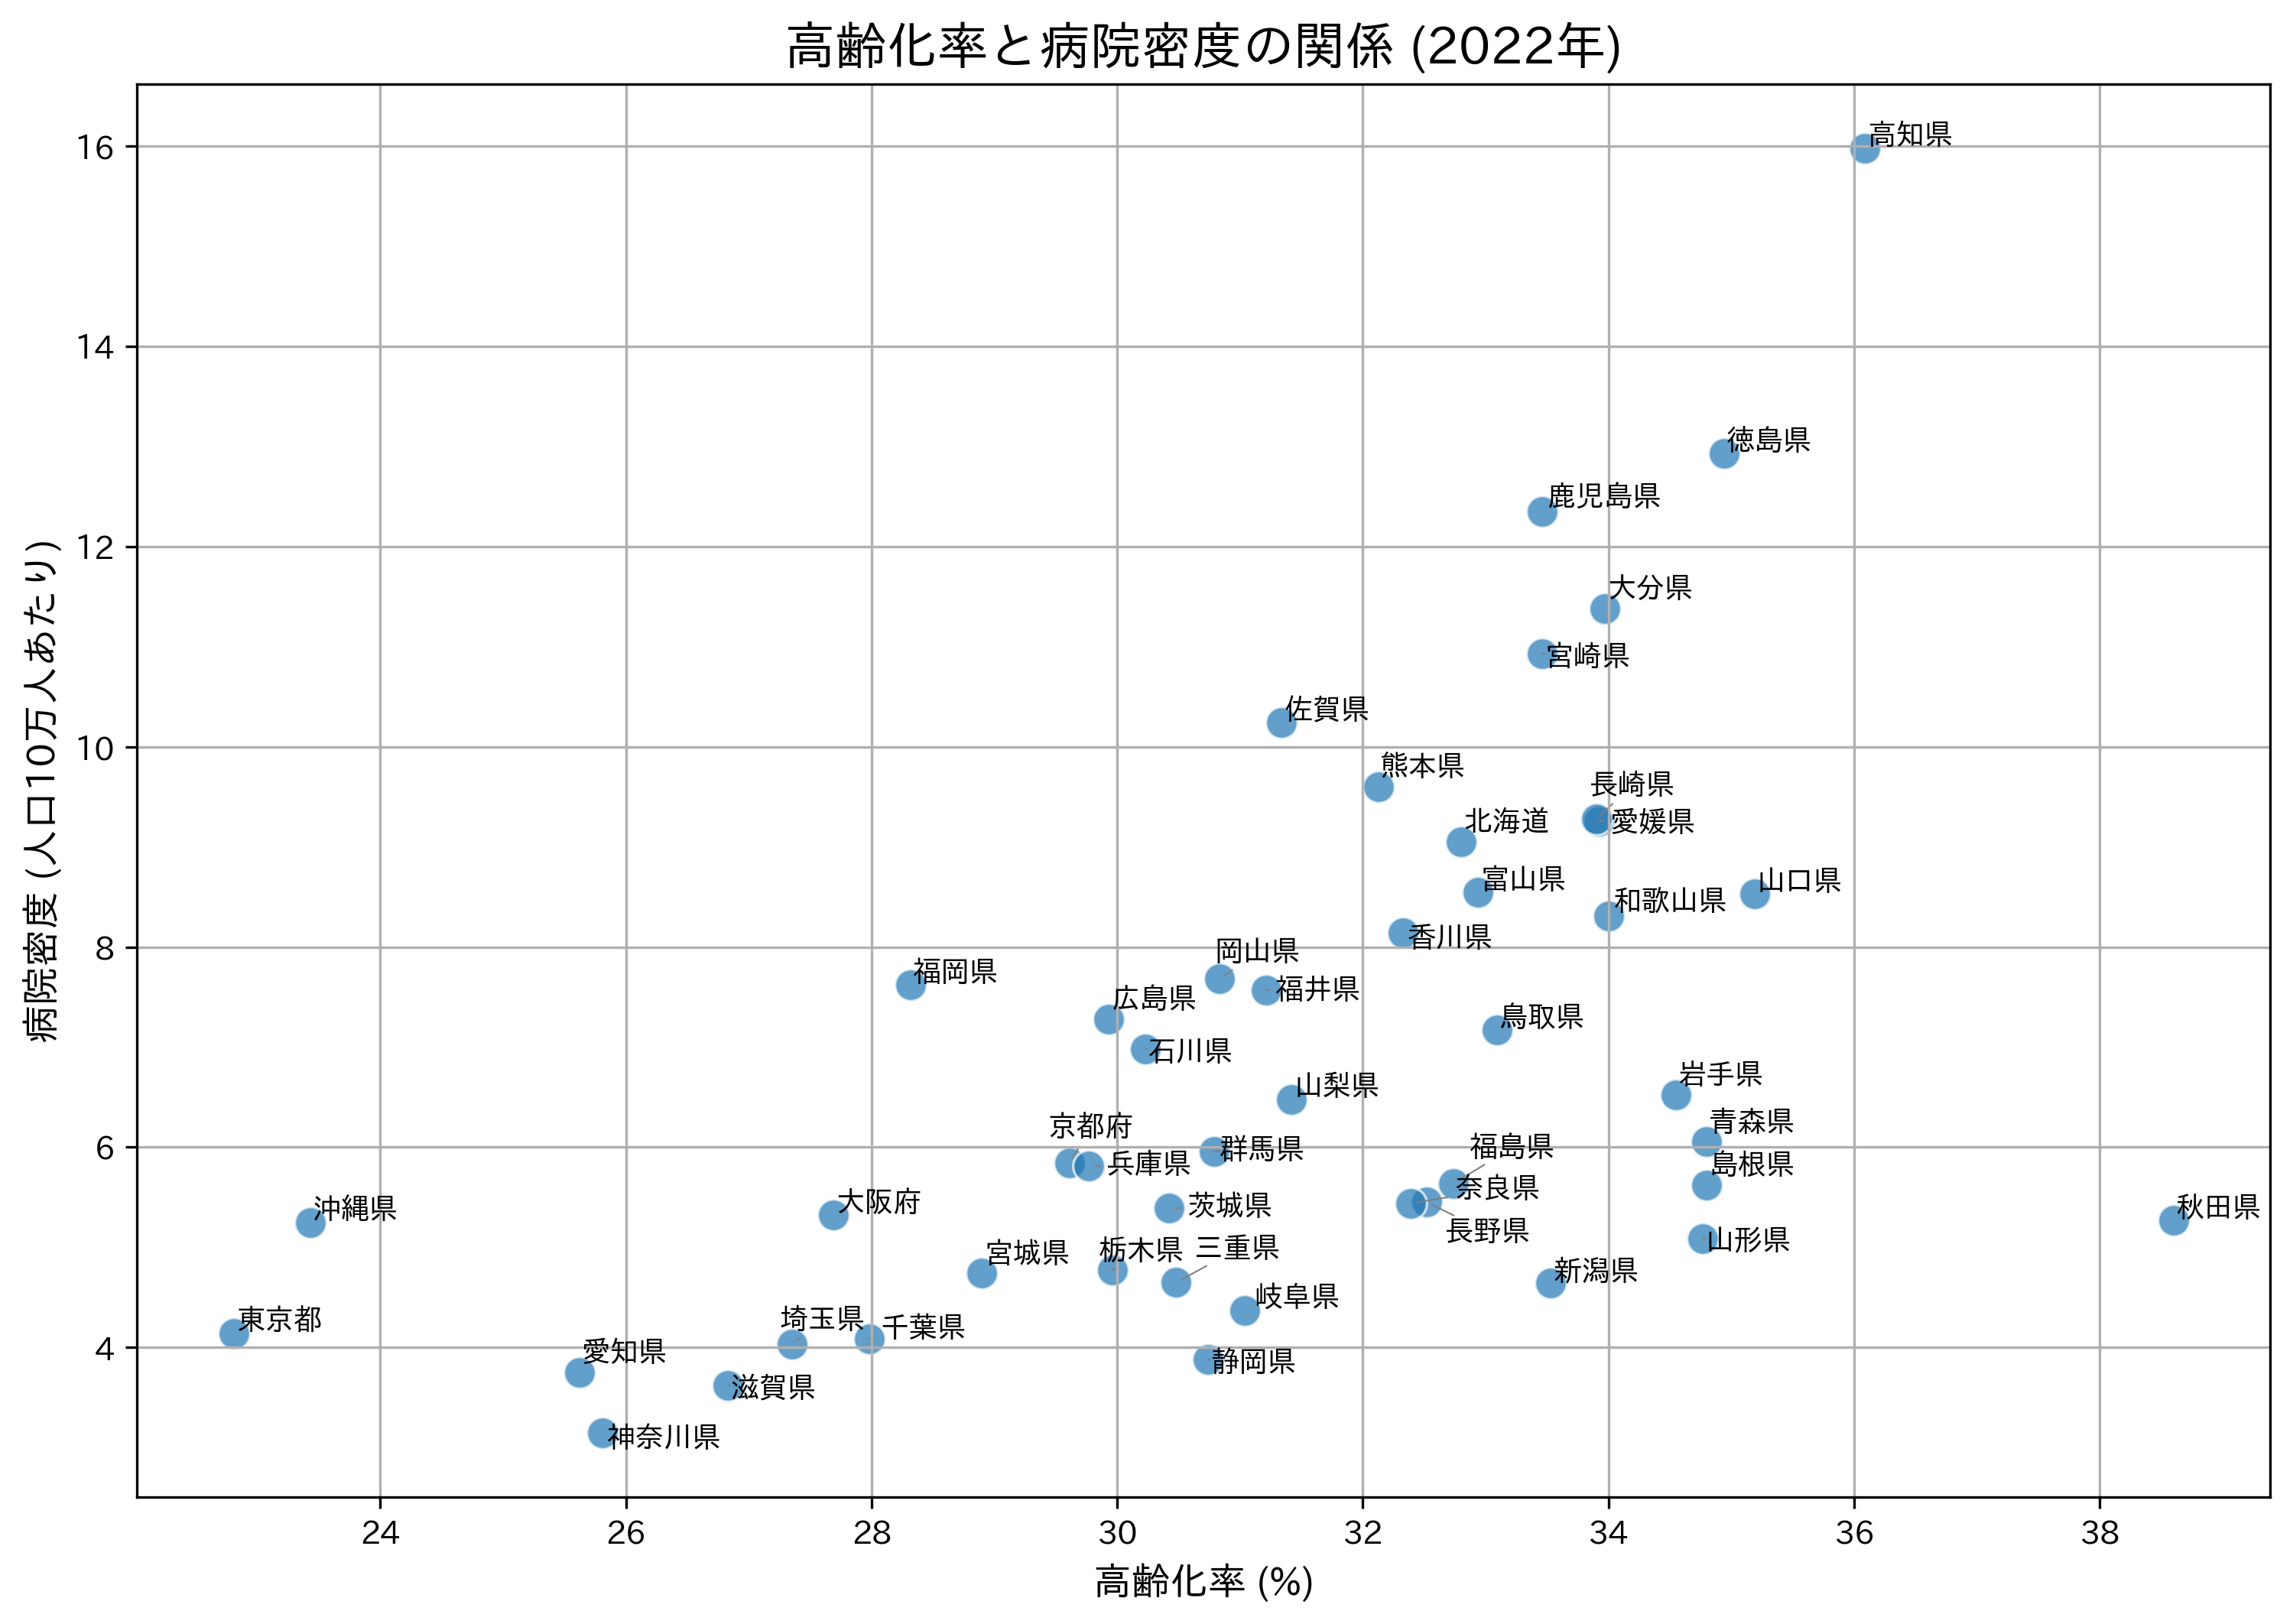 高齢化率と病院密度の関係 (2022年)
病院密度 (人口10万人あたり)
16
14
12
10
8
6
4
高知県
徳島県
鹿児島県
大分県
宮崎県
佐賀県
熊本県
長崎県
北海道
愛媛県
富山県
山口県
和歌山県
香川県
岡山県
福岡県
福井県
広島県
鳥取県
石川県
山梨県
岩手県
京都府
青森県
群馬県
福島県
兵庫県
島根県
奈良県
沖縄県
大阪府
茨城県
秋田県
長野県
山形県
宮城県
栃木県
三重県
新潟県
岐阜県
東京都
埼玉県
千葉県
愛知県
静岡県
滋賀県
神奈川県
24
26
28
30
32
34
36
38
高齢化率 (%)